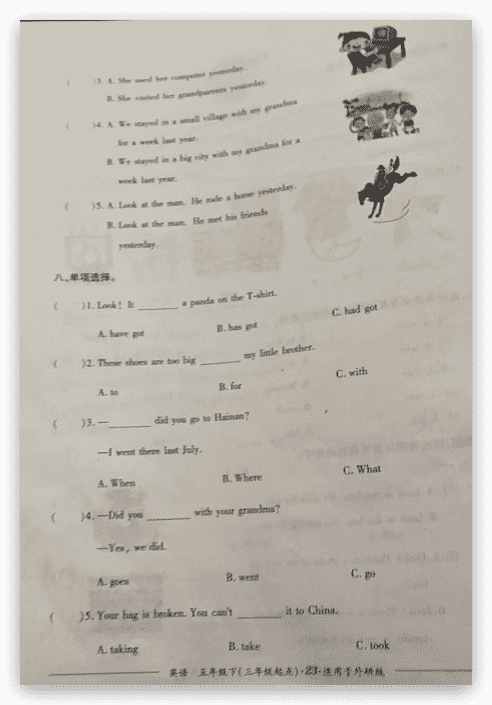 (    )3. A. She used her computer yesterday.
B. She visited her grandparents yesterday.
(    )4. A. We stayed in a small village with my grandma
for a week last year.
B. We stayed in a big city with my grandma for a
week last year.
(    )5. A. Look at the man. He rode a horse yesterday.
B. Look at the man. He met his friends
yesterday.
八、单项选择。
(    )1. Look! It ______ a panda on the T-shirt.
A. have got    B. has got    C. had got
(    )2. These shoes are too big ______ my little brother.
A. to    B. for    C. with
(    )3. —______ did you go to Hainan?
—I went there last July.
A. When    B. Where    C. What
(    )4. —Did you ______ with your grandma?
—Yes, we did.
A. goes    B. went    C. go
(    )5. Your bag is broken. You can't ______ it to China.
A. taking    B. take    C. took
英语·五年级下(三年级起点)·23·适用于外研版